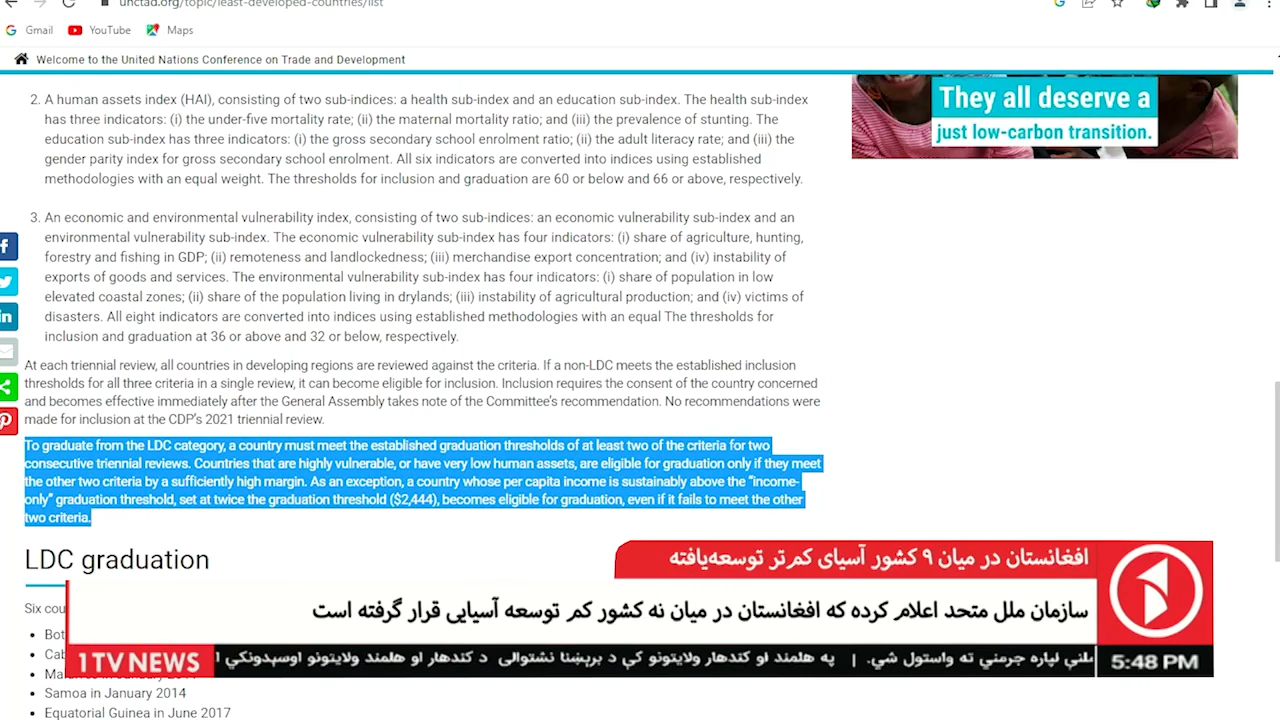 unctad.org/topic/least-developed-countries/list
Gmail YouTube Maps
Welcome to the United Nations Conference on Trade and Development
2. A human assets index (HAI), consisting of two sub-indices: a health sub-index and an education sub-index. The health sub-index
has three indicators: (i) the under-five mortality rate; (ii) the maternal mortality ratio; and (iii) the prevalence of stunting. The
education sub-index has three indicators: (i) the gross secondary school enrolment ratio; (ii) the adult literacy rate; and (iii) the
gender parity index for gross secondary school enrolment. All six indicators are converted into indices using established
methodologies with an equal weight. The thresholds for inclusion and graduation are 60 or below and 66 or above, respectively.
They all deserve a
just low-carbon transition.
3. An economic and environmental vulnerability index, consisting of two sub-indices: an economic vulnerability sub-index and an
environmental vulnerability sub-index. The economic vulnerability sub-index has four indicators: (i) share of agriculture, hunting,
forestry and fishing in GDP; (ii) remoteness and landlockedness; (iii) merchandise export concentration; and (iv) instability of
exports of goods and services. The environmental vulnerability sub-index has four indicators: (i) share of population in low
elevated coastal zones; (ii) share of the population living in drylands; (iii) instability of agricultural production; and (iv) victims of
disasters. All eight indicators are converted into indices using established methodologies with an equal The thresholds for
inclusion and graduation at 36 or above and 32 or below, respectively.
At each triennial review, all countries in developing regions are reviewed against the criteria. If a non-LDC meets the established inclusion
thresholds for all three criteria in a single review, it can become eligible for inclusion. Inclusion requires the consent of the country concerned
and becomes effective immediately after the General Assembly takes note of the Committee's recommendation. No recommendations were
made for inclusion at the CDP's 2021 triennial review.
To graduate from the LDC category, a country must meet the established graduation thresholds of at least two of the criteria for two
consecutive triennial reviews. Countries that are highly vulnerable, or have very low human assets, are eligible for graduation only if they meet
the other two criteria by a sufficiently high margin. As an exception, a country whose per capita income is sustainably above the “income-
only” graduation threshold, set at twice the graduation threshold ($2,444), becomes eligible for graduation, even if it fails to meet the other
two criteria.
LDC graduation
افغانستان در میان ۹ کشور آسیای کم‌تر توسعه‌یافته
سازمان ملل متحد اعلام کرده که افغانستان در میان نه کشور کم توسعه آسیایی قرار گرفته است
Six cou
• Bot
• Cab
1TV NEWS
ملني لپاره جرمني ته واستول شي. | په هلمند او کندهار ولایتونو کې د برېښنا نشتوالی د کندهار او هلمند ولایتونو اوسېدونکي ا
5:48 PM
• Samoa in January 2014
• Equatorial Guinea in June 2017